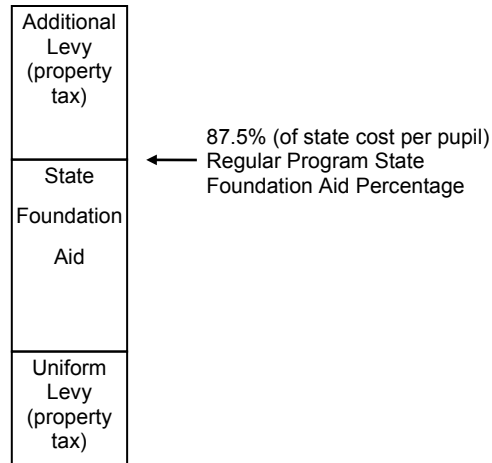 Additional
Levy
(property
tax)
87.5% (of state cost per pupil)
Regular Program State
Foundation Aid Percentage
State
Foundation
Aid
Uniform
Levy
(property
tax)